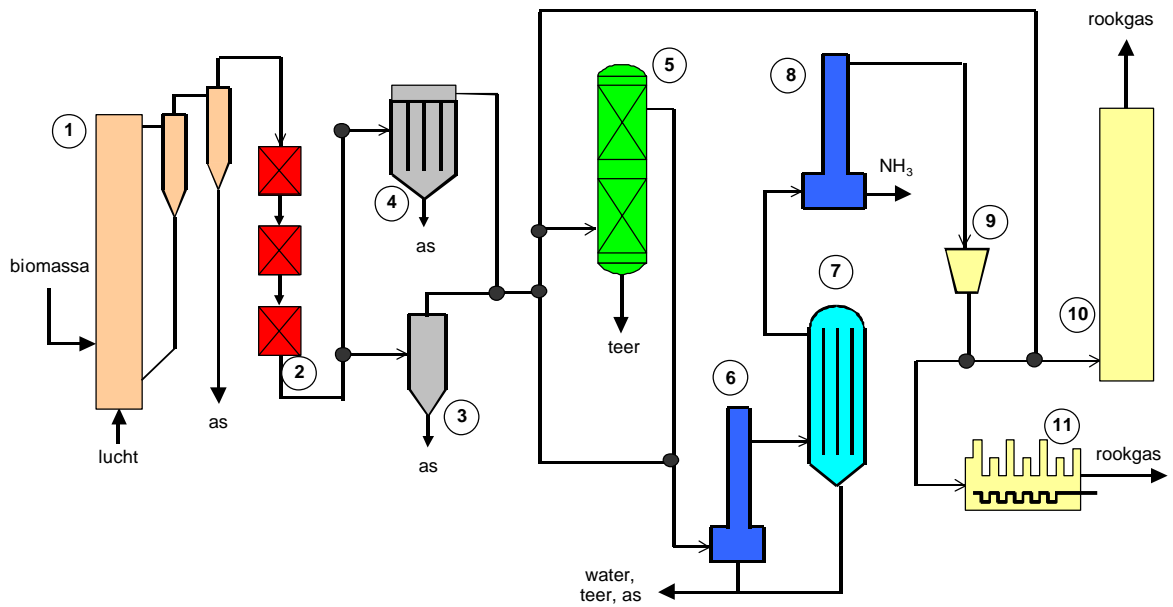 rookgas
1
5
8
NH3
4
as
9
biomassa
7
10
teer
2
6
3
as
11
lucht
as
rookgas
water,
teer, as